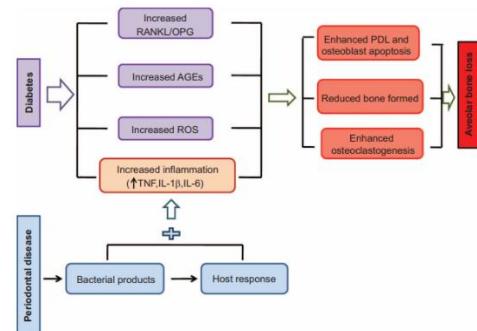 Diabetes
Increased
RANKL/OPG
Increased AGEs
Increased ROS
Increased inflammation
(↑TNF,IL-1β,IL-6)
Enhanced PDL and
osteoblast apoptosis
Reduced bone formed
Enhanced
osteoclastogenesis
Aveolar bone loss
Periodontal disease
Bacterial products
Host response